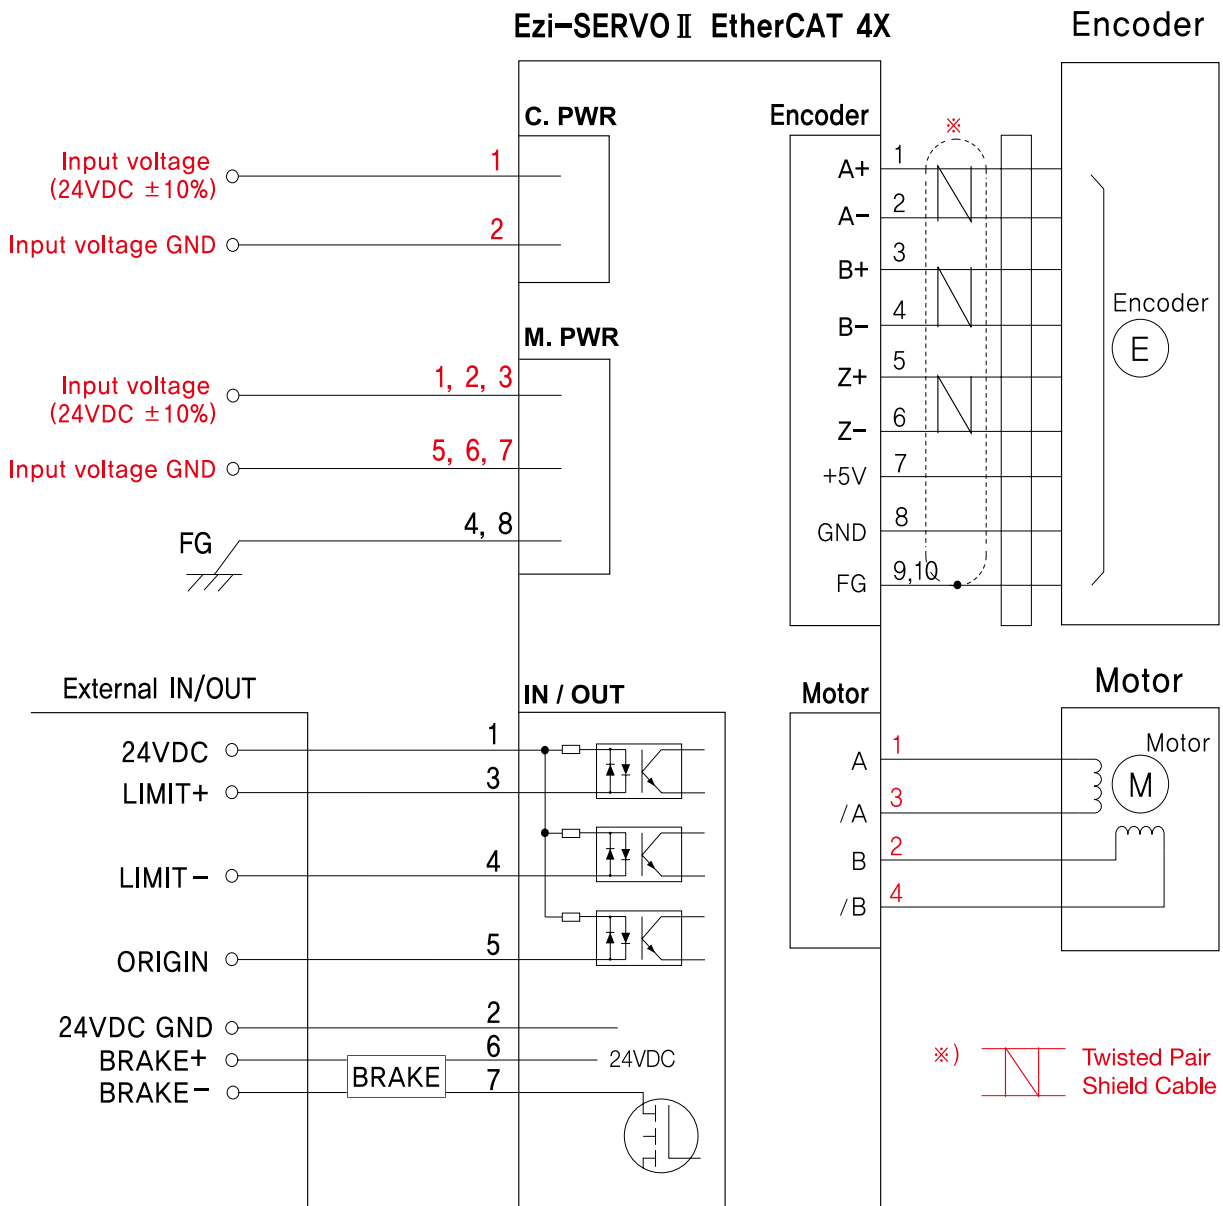 Ezi-SERVOⅡ EtherCAT 4X
Encoder
C. PWR
Input voltage
(24VDC ±10%)
1
Input voltage GND
2
M. PWR
Input voltage
(24VDC ±10%)
1, 2, 3
Input voltage GND
5, 6, 7
FG
4, 8
Encoder
※
A+
1
A−
2
B+
3
B−
4
Z+
5
Z−
6
+5V
7
GND
8
FG
9,10
Encoder
E
External IN/OUT
IN / OUT
24VDC
1
LIMIT+
3
LIMIT−
4
ORIGIN
5
24VDC GND
2
BRAKE+
6
24VDC
BRAKE−
BRAKE
7
Motor
Motor
A
1
/A
3
B
2
/B
4
Motor
M
※)
Twisted Pair
Shield Cable